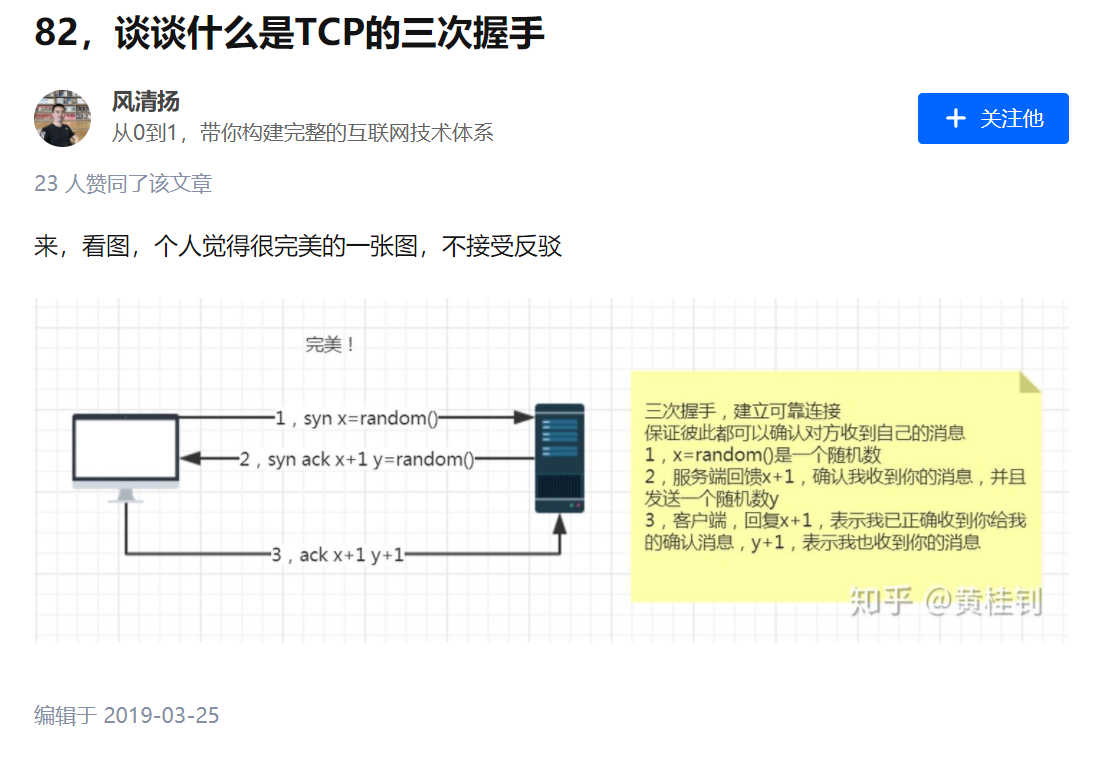 82，谈谈什么是TCP的三次握手
风清扬
从0到1，带你构建完整的互联网技术体系
+ 关注他
23 人赞同了该文章
来，看图，个人觉得很完美的一张图，不接受反驳
完美！
1，syn x=random()
2，syn ack x+1 y=random()
3，ack x+1 y+1
三次握手，建立可靠连接
保证彼此都可以确认对方收到自己的消息
1，x=random()是一个随机数
2，服务端回馈x+1，确认我收到你的消息，并且
发送一个随机数y
3，客户端，回复x+1，表示我已正确收到你给我
的确认消息，y+1，表示我也收到你的消息
知乎 @黄桂钊
编辑于 2019-03-25